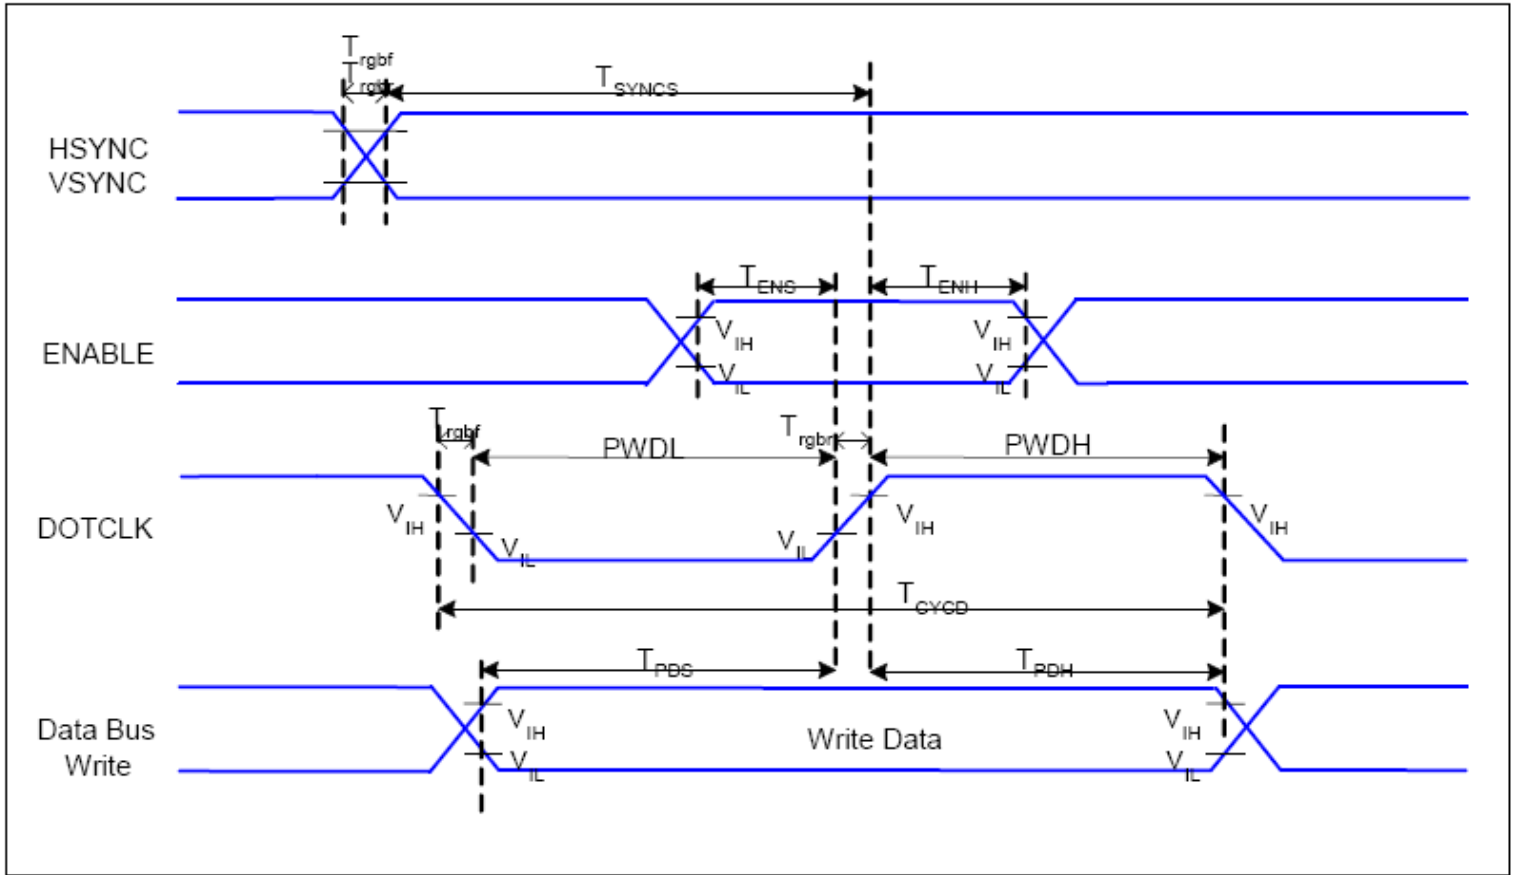 Trgbf
Trgbr
TSYNCS
HSYNC
VSYNC
TENS
TENH
VIH
VIH
ENABLE
VIL
VIL
Trgbf
Trgbr
PWDL
PWDH
VIH
VIH
VIH
DOTCLK
VIL
VIL
TCYCD
TPDS
TPDH
VIH
VIH
Data Bus
Write
Write Data
VIL
VIL